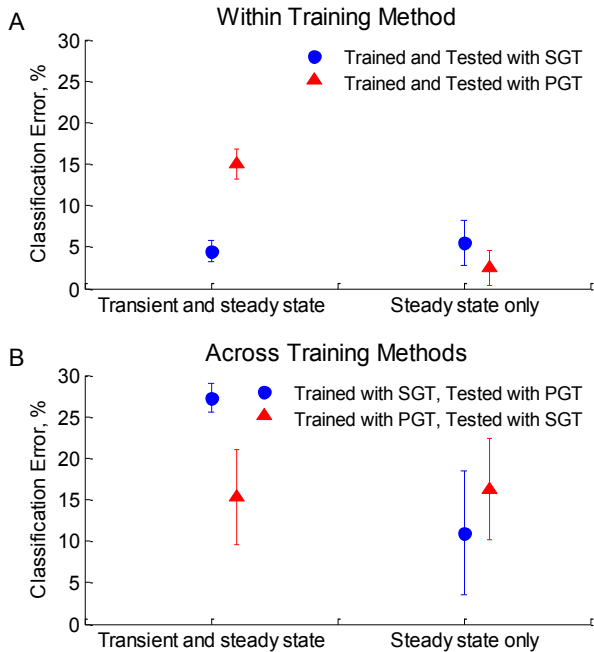 A
Within Training Method
30
25
20
15
10
5
0
Classification Error, %
Trained and Tested with SGT
Trained and Tested with PGT
Transient and steady state
Steady state only
B
Across Training Methods
30
25
20
15
10
5
0
Classification Error, %
Trained with SGT, Tested with PGT
Trained with PGT, Tested with SGT
Transient and steady state
Steady state only